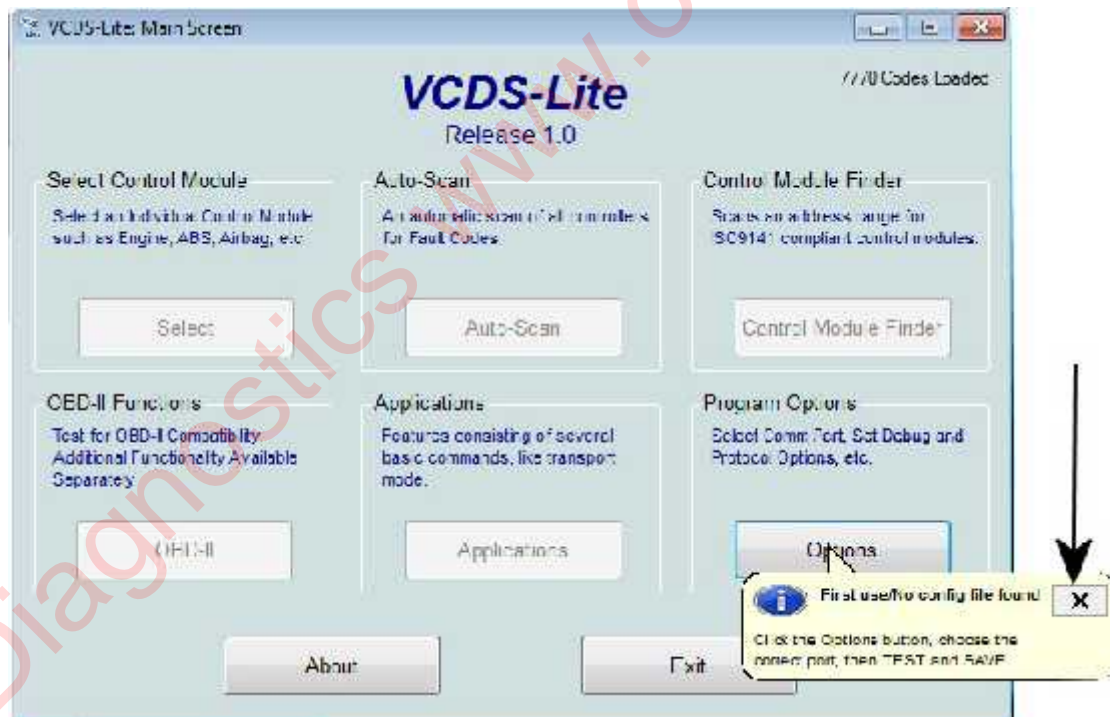 VCDS-Lite: Main Screen
VCDS-Lite
7770 Codes Loaded
Release 1.0
Select Control Module
Select an Individual Control Module
such as Engine, ABS, Airbag, etc.
Select
Auto-Scan
An automatic scan of all controllers
for Fault Codes.
Auto-Scan
Control Module Finder
Scans an address range for
ISO9141 compliant control modules.
Control Module Finder
OBD-II Functions
Test for OBD-II Compatibility
Additional Functionality Available
Separately
OBD-II
Applications
Features consisting of several
basic commands, like transport
mode.
Applications
Program Options
Select Comm Port, Set Debug and
Protocol Options, etc.
Options
First use/No config file found
Click the Options button, choose the
correct port, then TEST and SAVE
About
Exit
Diagnostics www.o